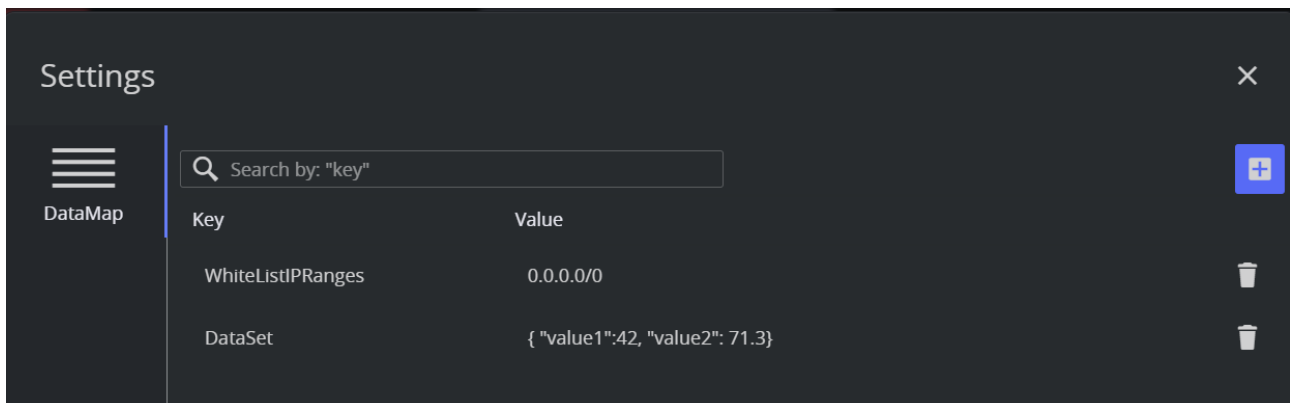 Settings
Search by: "key"
DataMap
Key Value
WhiteListIPRanges 0.0.0.0/0
DataSet { "value1":42, "value2": 71.3}